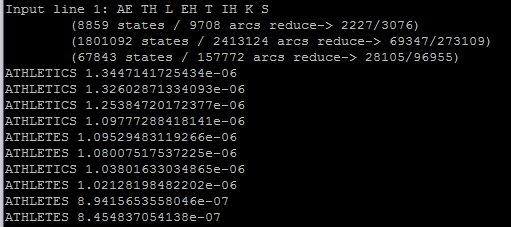 Input line 1: AE TH L EH T IH K S
(8859 states / 9708 arcs reduce-> 2227/3076)
(1801092 states / 2413124 arcs reduce-> 69347/273109)
(67843 states / 157772 arcs reduce-> 28105/96955)
ATHLETICS 1.3447141725434e-06
ATHLETICS 1.32602871334093e-06
ATHLETICS 1.25384720172377e-06
ATHLETICS 1.09777288418141e-06
ATHLETES 1.09529483119266e-06
ATHLETES 1.08007517537225e-06
ATHLETICS 1.03801633034865e-06
ATHLETES 1.02128198482202e-06
ATHLETES 8.9415653558046e-07
ATHLETES 8.454837054138e-07